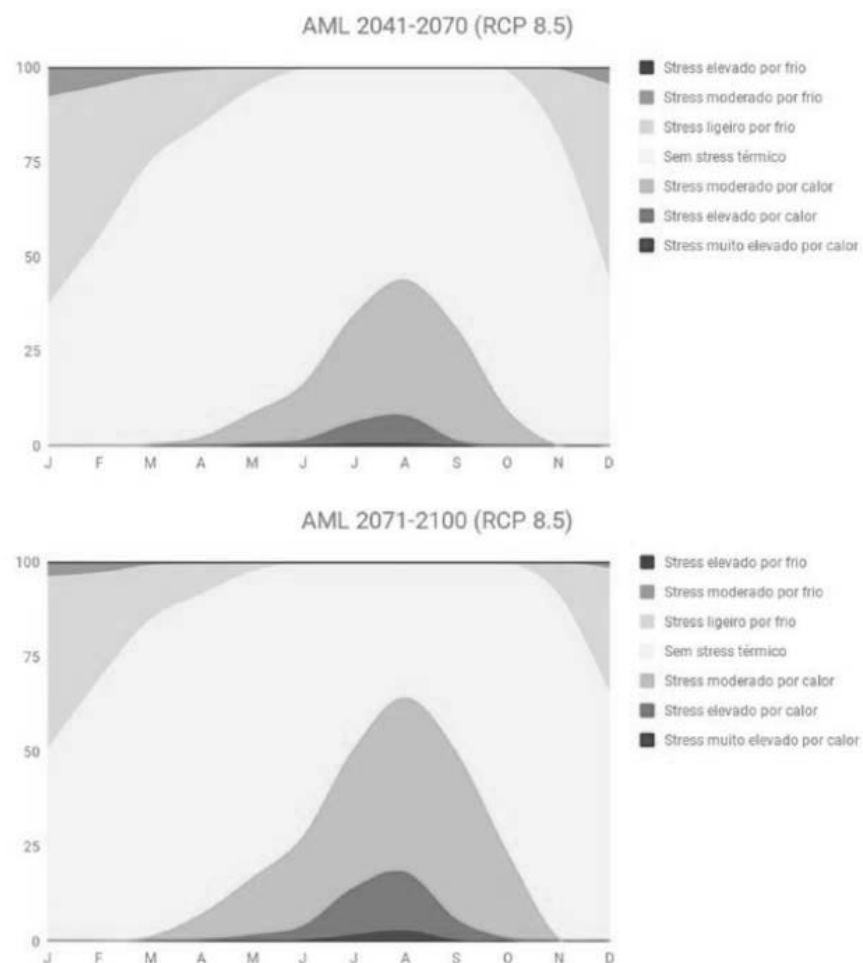 AML 2041-2070 (RCP 8.5)
100
75
50
25
0
J F M A M J J A S O N D
Stress elevado por frio
Stress moderado por frio
Stress ligeiro por frio
Sem stress térmico
Stress moderado por calor
Stress elevado por calor
Stress muito elevado por calor
AML 2071-2100 (RCP 8.5)
100
75
50
25
0
J F M A M J J A S O N D
Stress elevado por frio
Stress moderado por frio
Stress ligeiro por frio
Sem stress térmico
Stress moderado por calor
Stress elevado por calor
Stress muito elevado por calor